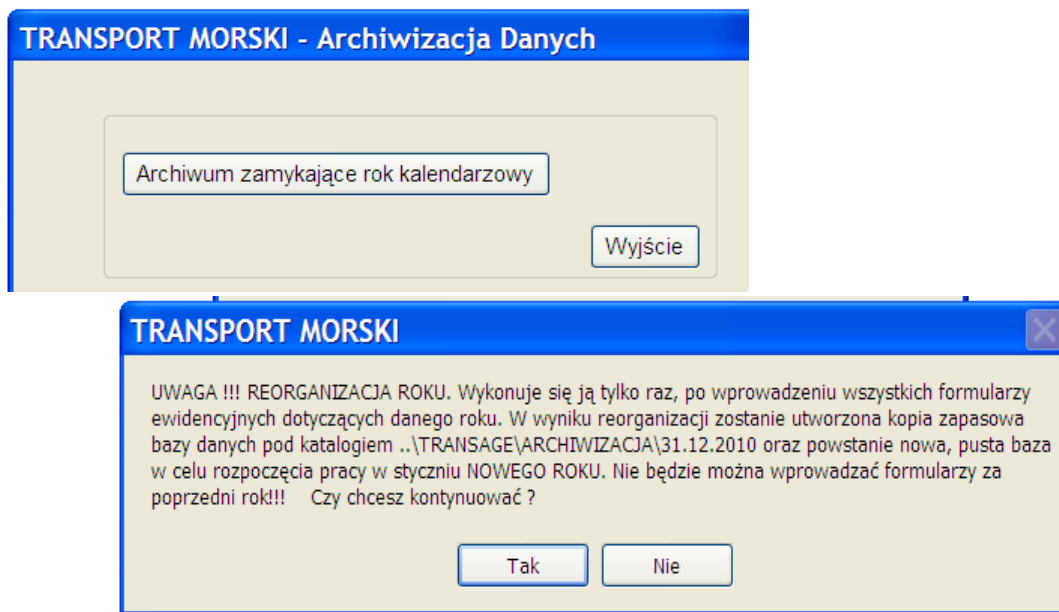 TRANSPORT MORSKI - Archiwizacja Danych
Archiwum zamykające rok kalendarzowy
Wyjście
TRANSPORT MORSKI
UWAGA !!! REORGANIZACJA ROKU. Wykonuje się ją tylko raz, po wprowadzeniu wszystkich formularzy
ewidencyjnych dotyczących danego roku. W wyniku reorganizacji zostanie utworzona kopia zapasowa
bazy danych pod katalogiem ..\TRANSAGE\ARCHIWIZACJA\31.12.2010 oraz powstanie nowa, pusta baza
w celu rozpoczęcia pracy w styczniu NOWEGO ROKU. Nie będzie można wprowadzać formularzy za
poprzedni rok!!! Czy chcesz kontynuować ?
Tak
Nie